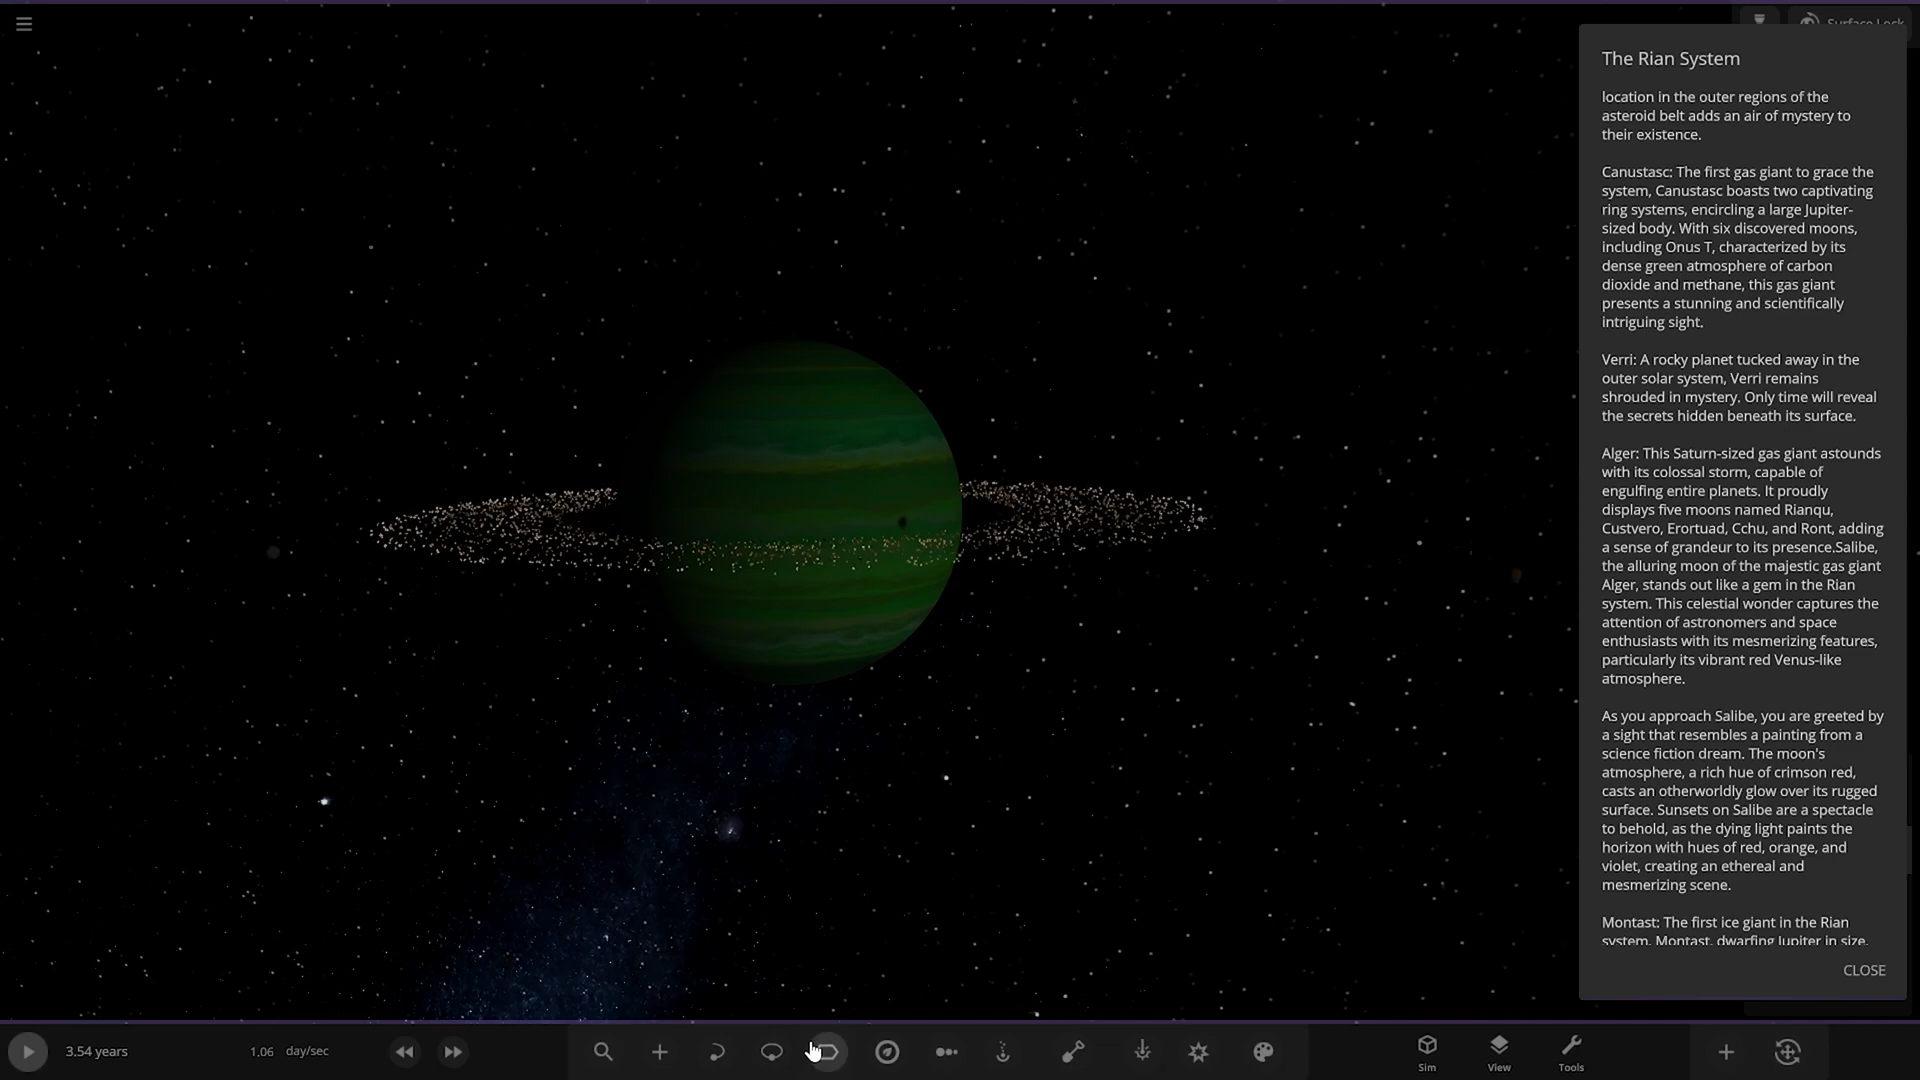 Surface Lock
The Rian System
location in the outer regions of the
asteroid belt adds an air of mystery to
their existence.
Canustasc: The first gas giant to grace the
system, Canustasc boasts two captivating
ring systems, encircling a large Jupiter-
sized body. With six discovered moons,
including Onus T, characterized by its
dense green atmosphere of carbon
dioxide and methane, this gas giant
presents a stunning and scientifically
intriguing sight.
Verri: A rocky planet tucked away in the
outer solar system, Verri remains
shrouded in mystery. Only time will reveal
the secrets hidden beneath its surface.
Alger: This Saturn-sized gas giant astounds
with its colossal storm, capable of
engulfing entire planets. It proudly
displays five moons named Rianqu,
Custvero, Erortuad, Cchu, and Ront, adding
a sense of grandeur to its presence.Salibe,
the alluring moon of the majestic gas giant
Alger, stands out like a gem in the Rian
system. This celestial wonder captures the
attention of astronomers and space
enthusiasts with its mesmerizing features,
particularly its vibrant red Venus-like
atmosphere.
As you approach Salibe, you are greeted by
a sight that resembles a painting from a
science fiction dream. The moon's
atmosphere, a rich hue of crimson red,
casts an otherworldly glow over its rugged
surface. Sunsets on Salibe are a spectacle
to behold, as the dying light paints the
horizon with hues of red, orange, and
violet, creating an ethereal and
mesmerizing scene.
Montast: The first ice giant in the Rian
system, Montast, dwarfing Jupiter in size,
CLOSE
3.54 years
1.06 day/sec
Sim
View
Tools